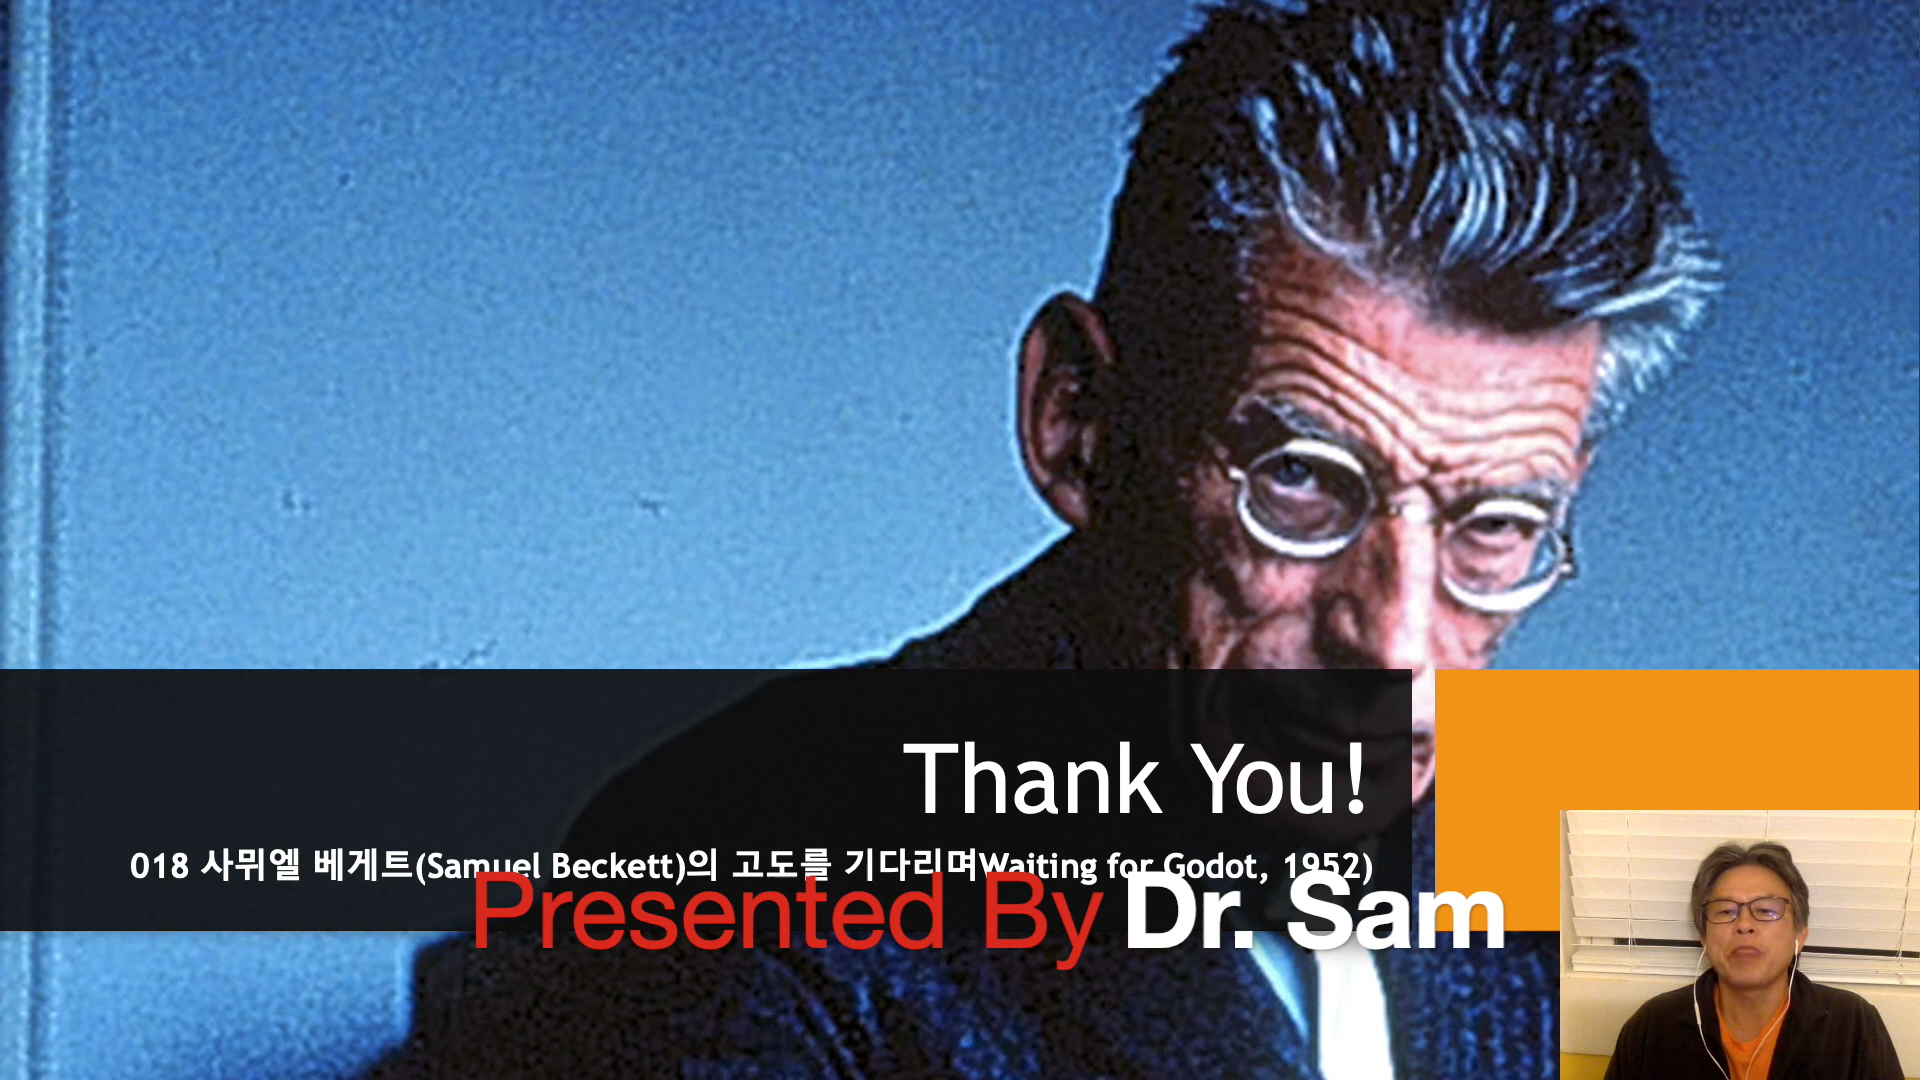 Thank You!
018 사뮈엘 베게트(Samuel Beckett)의 고도를 기다리며Waiting for Godot, 1952)
Presented By Dr. Sam